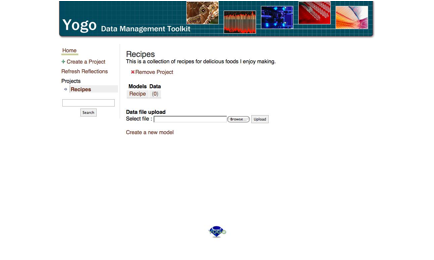 Yogo Data Management Toolkit
Home
Create a Project
Refresh Reflections
Projects
Recipes
Search
Recipes
This is a collection of recipes for delicious foods I enjoy making.
Remove Project
Models Data
Recipe (0)
Data file upload
Select file : Browse... Upload
Create a new model